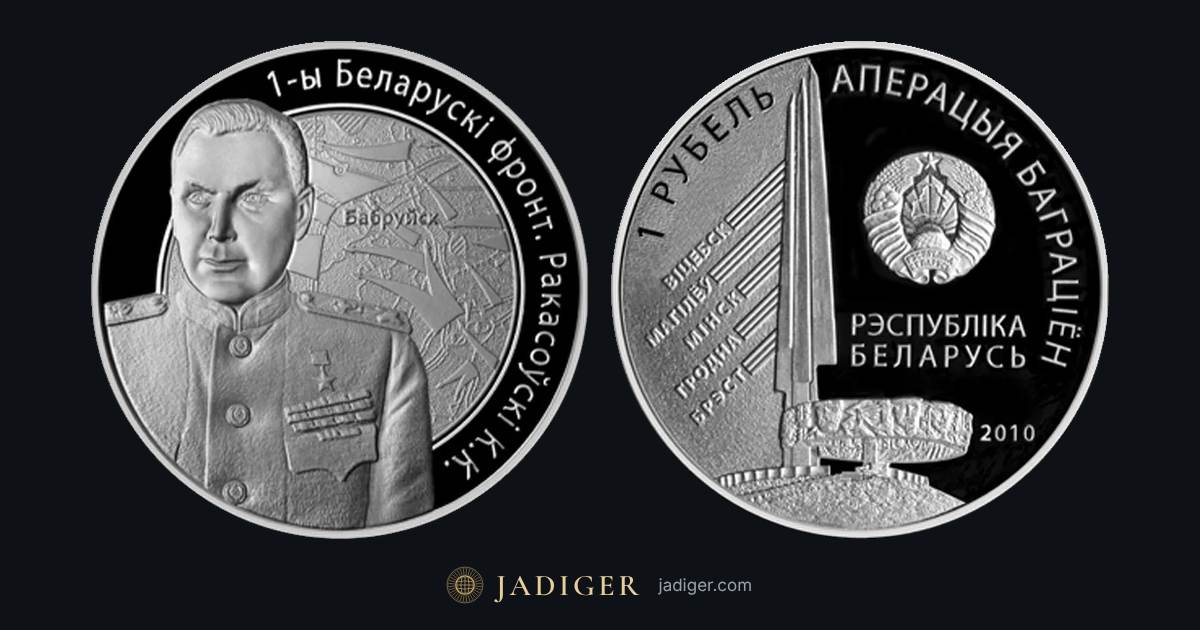 1-ы Беларускі фронт. Ракасоўскі К.К.
Бабруйск
1 РУБЕЛЬ
АПЕРАЦЫЯ БАГРАЦІЁН
ВІЦЕБСК
МАГІЛЁЎ
МІНСК
ГРОДНА
БРЭСТ
РЭСПУБЛІКА
БЕЛАРУСЬ
2010
JADIGER
jadiger.com